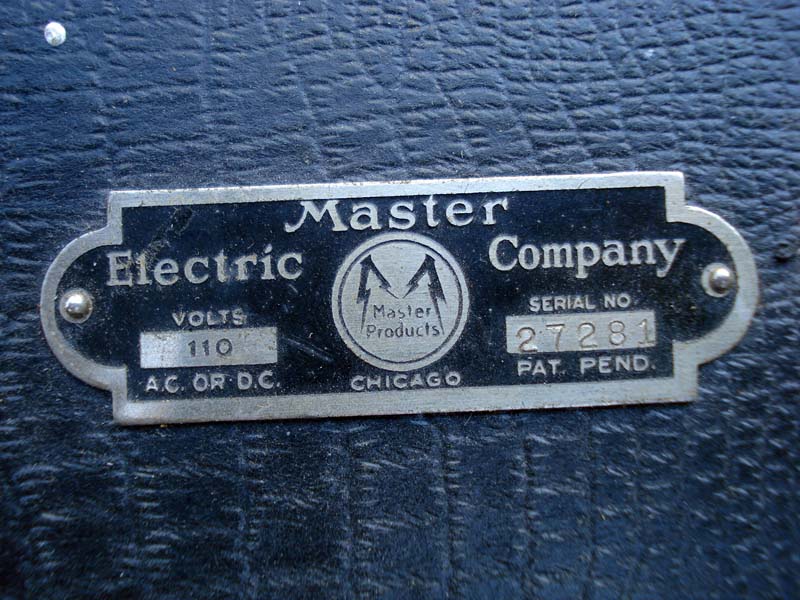 Master
Electric Company
Master
Products
VOLTS
110
A.C. OR D.C.
CHICAGO
SERIAL NO.
27281
PAT. PEND.